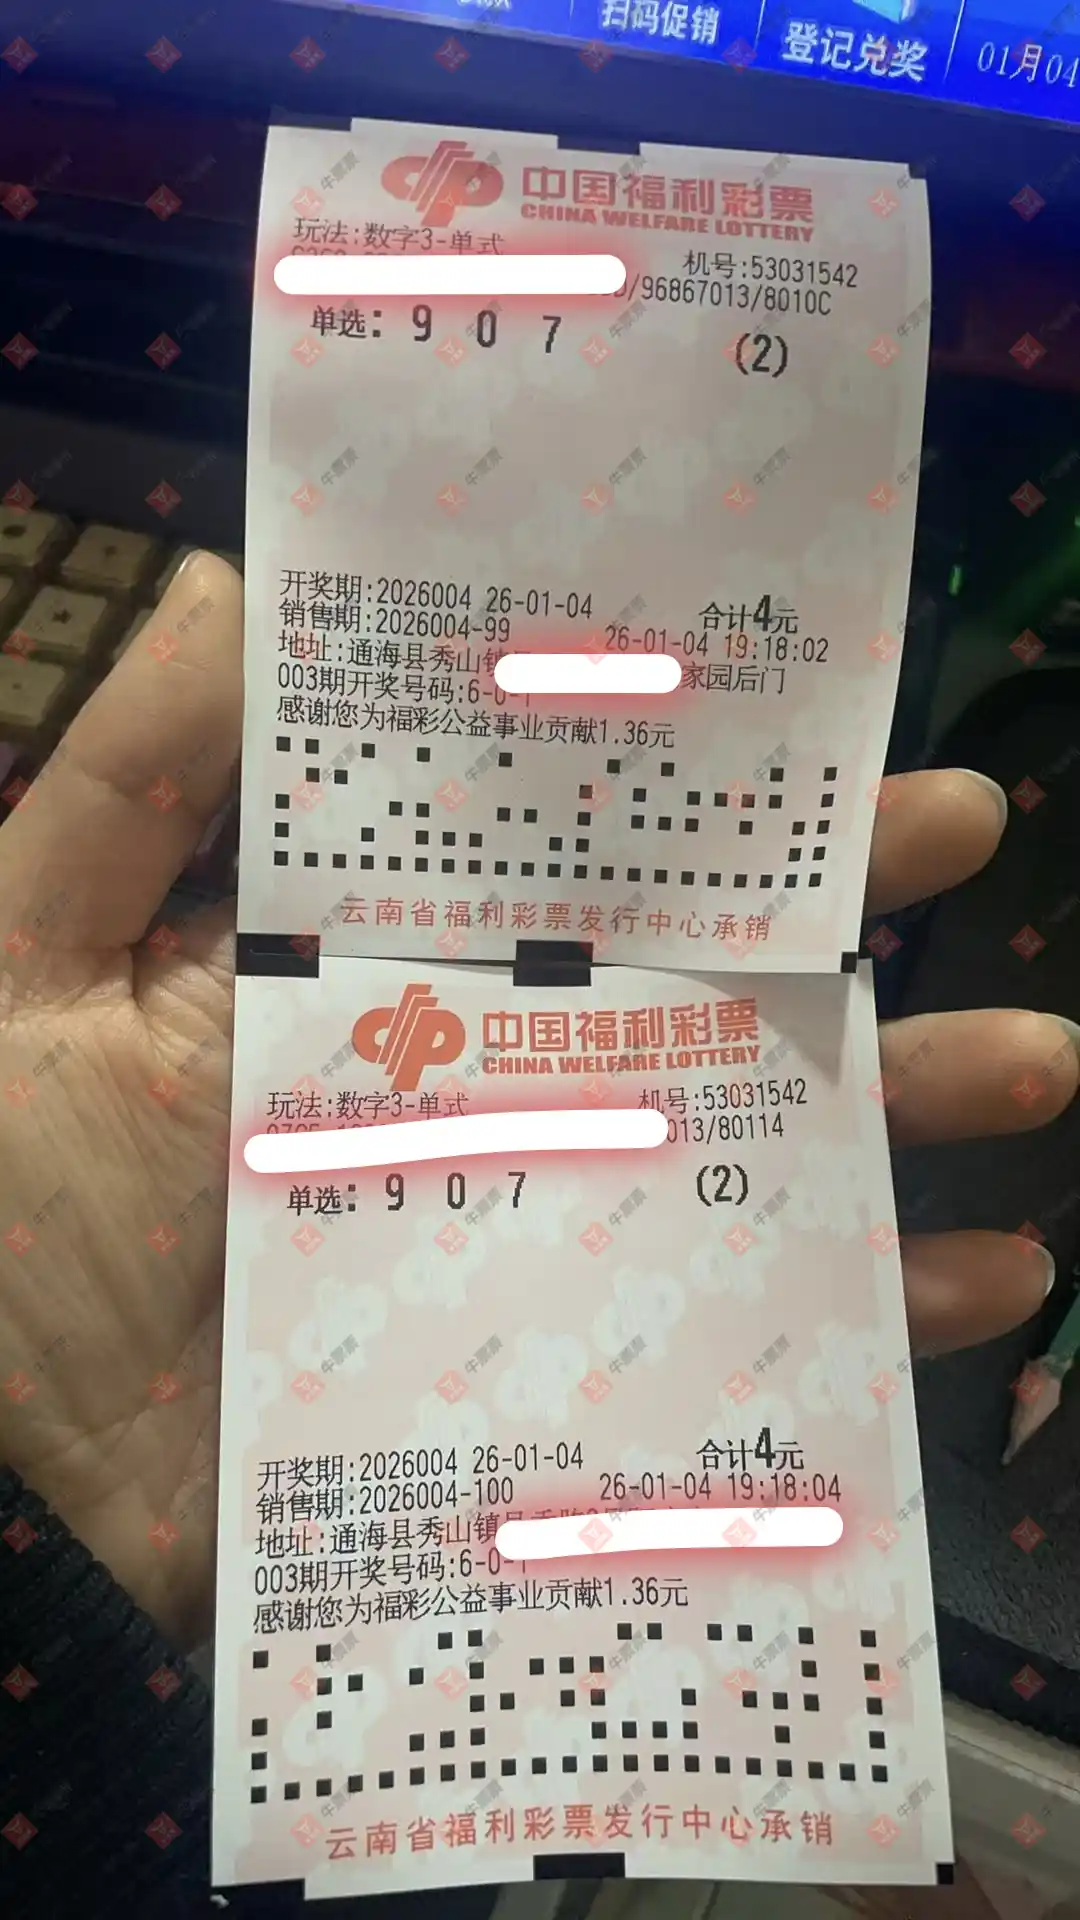 扫码促销
登记兑奖
01月04
中国福利彩票
CHINA WELFARE LOTTERY
玩法:数字3-单式
机号:53031542
/96867013/8010C
单选: 9 0 7 (2)
开奖期:2026004 26-01-04 合计4元
销售期:2026004-99 26-01-04 19:18:02
地址:通海县秀山镇 家园后门
003期开奖号码:6-0-1
感谢您为福彩公益事业贡献1.36元
云南省福利彩票发行中心承销
中国福利彩票
CHINA WELFARE LOTTERY
玩法:数字3-单式 机号:53031542
013/80114
单选: 9 0 7 (2)
开奖期:2026004 26-01-04 合计4元
销售期:2026004-100 26-01-04 19:18:04
地址:通海县秀山镇
003期开奖号码:6-0-1
感谢您为福彩公益事业贡献1.36元
云南省福利彩票发行中心承销